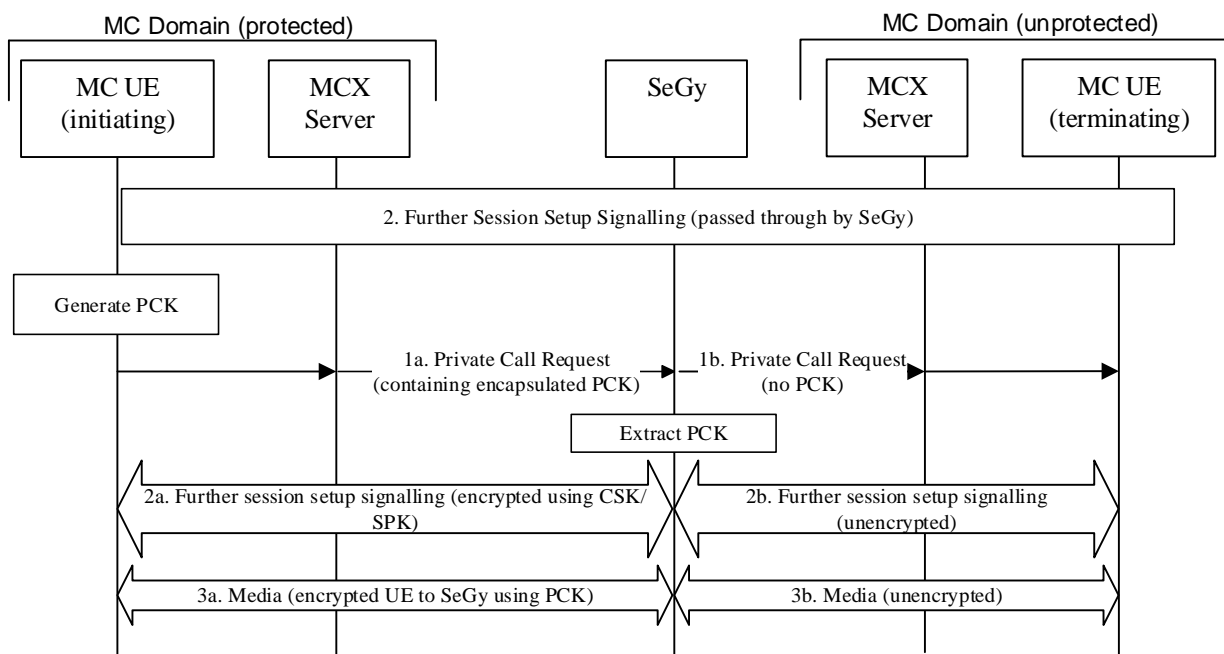 MC Domain (protected)
MC Domain (unprotected)
MC UE
(initiating)
MCX
Server
SeGy
MCX
Server
MC UE
(terminating)
2. Further Session Setup Signalling (passed through by SeGy)
Generate PCK
1a. Private Call Request
(containing encapsulated PCK)
1b. Private Call Request
(no PCK)
Extract PCK
2a. Further session setup signalling (encrypted using CSK/
SPK)
2b. Further session setup signalling
(unencrypted)
3a. Media (encrypted UE to SeGy using PCK)
3b. Media (unencrypted)